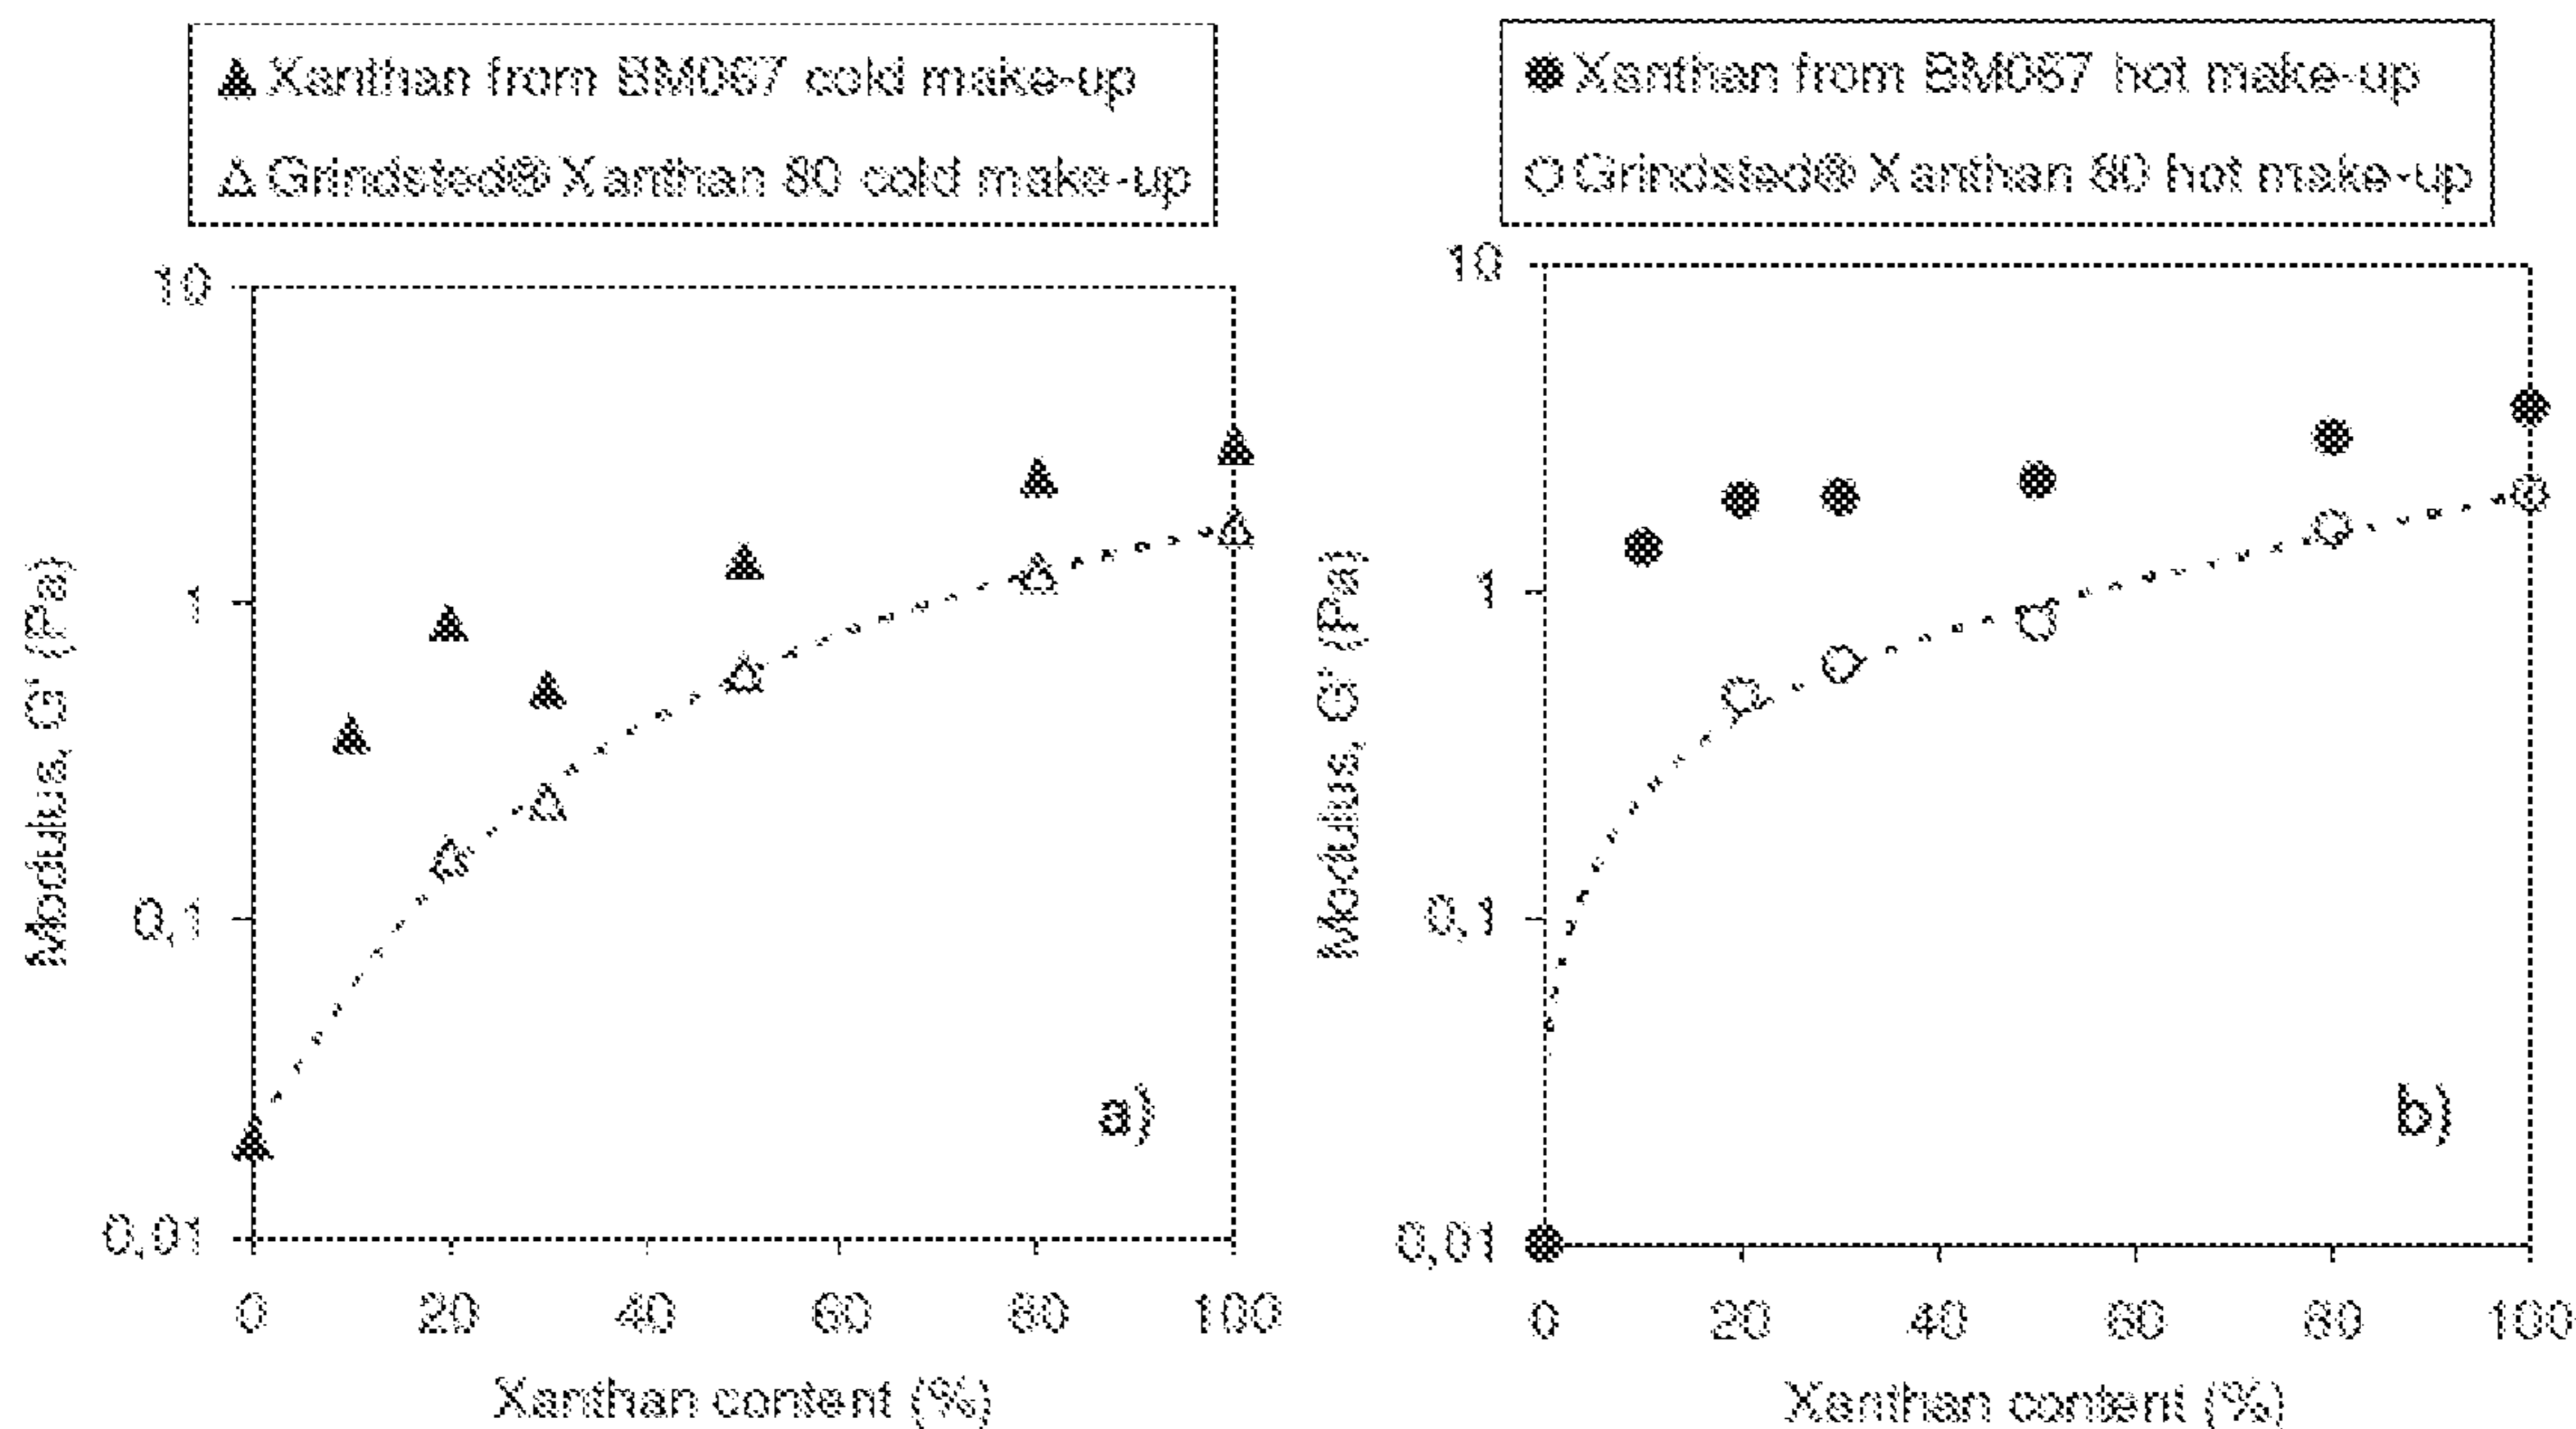 Xanthan from BM067 cold make-up
Grindsted® Xanthan 80 cold make-up
10
1
0,1
0,01
0
20
40
60
80
100
Modulus, G' (Pa)
Xanthan content (%)
a)
Xanthan from BM067 hot make-up
Grindsted® Xanthan 80 hot make-up
10
1
0,1
0,01
0
20
40
60
80
100
Modulus, G' (Pa)
Xanthan content (%)
b)